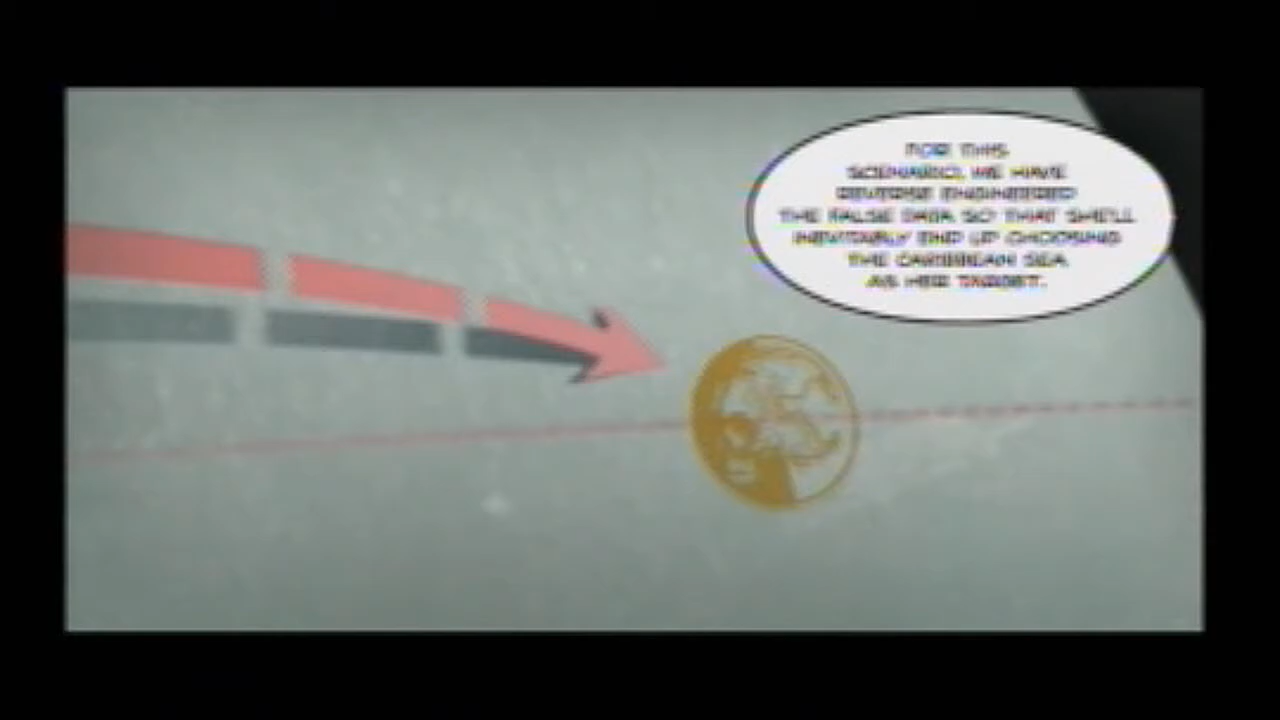 FOR THIS
SCENARIO, WE HAVE
REVERSE ENGINEERED
THE FALSE DATA SO THAT SHE'LL
INEVITABLY END UP CHOOSING
THE CARIBBEAN SEA
AS HER TARGET.